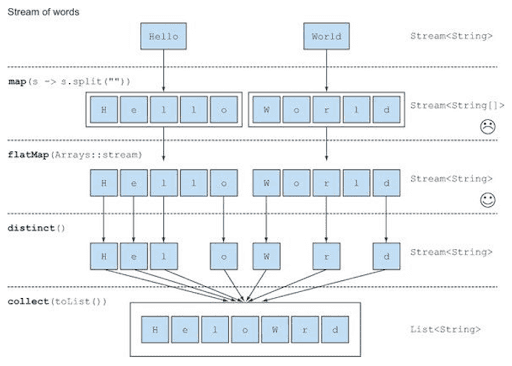 Stream of words
Hello World Stream<String>
map(s -> s.split(""))
H e l l o W o r l d Stream<String[]>
flatMap(Arrays::stream)
H e l l o W o r l d Stream<String>
distinct()
H e l o W r d Stream<String>
collect(toList())
H e l o W r d List<String>